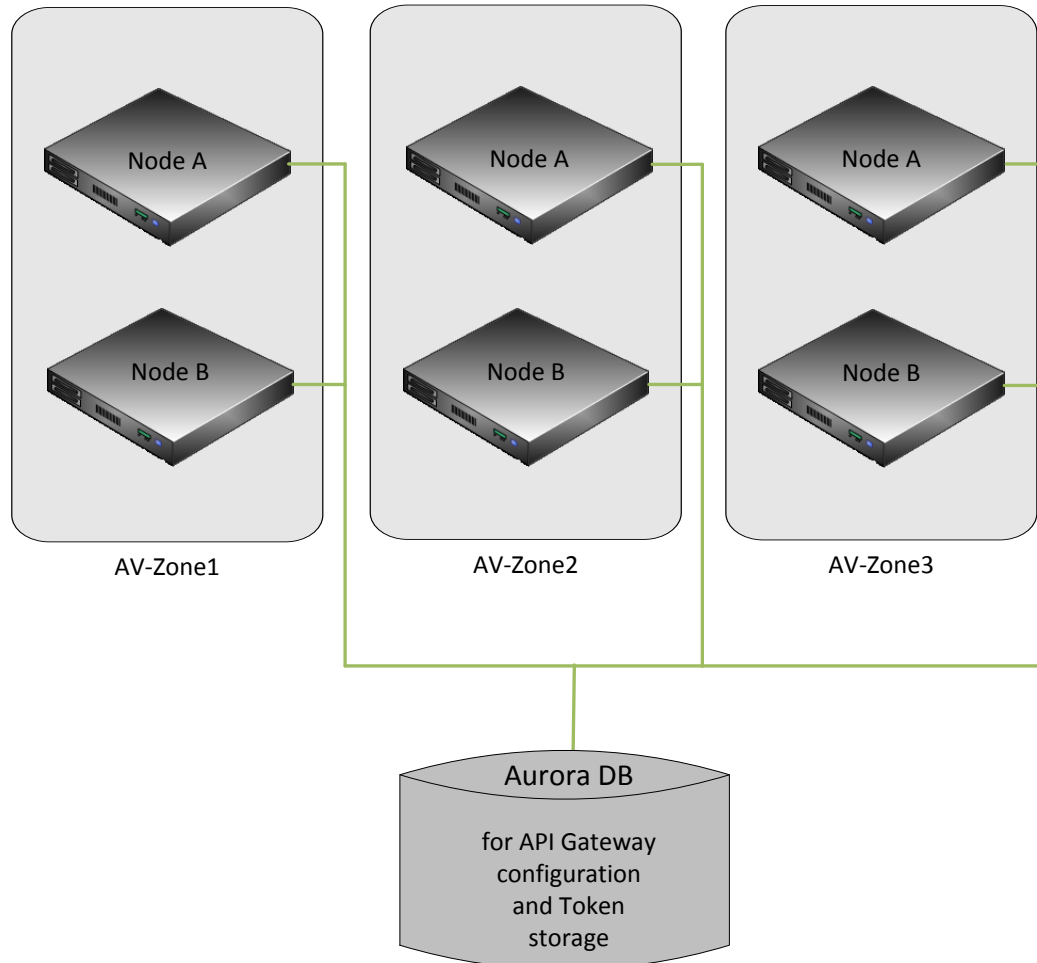 Node A
Node A
Node A
Node B
Node B
Node B
AV-Zone1
AV-Zone2
AV-Zone3
Aurora DB
for API Gateway
configuration
and Token
storage